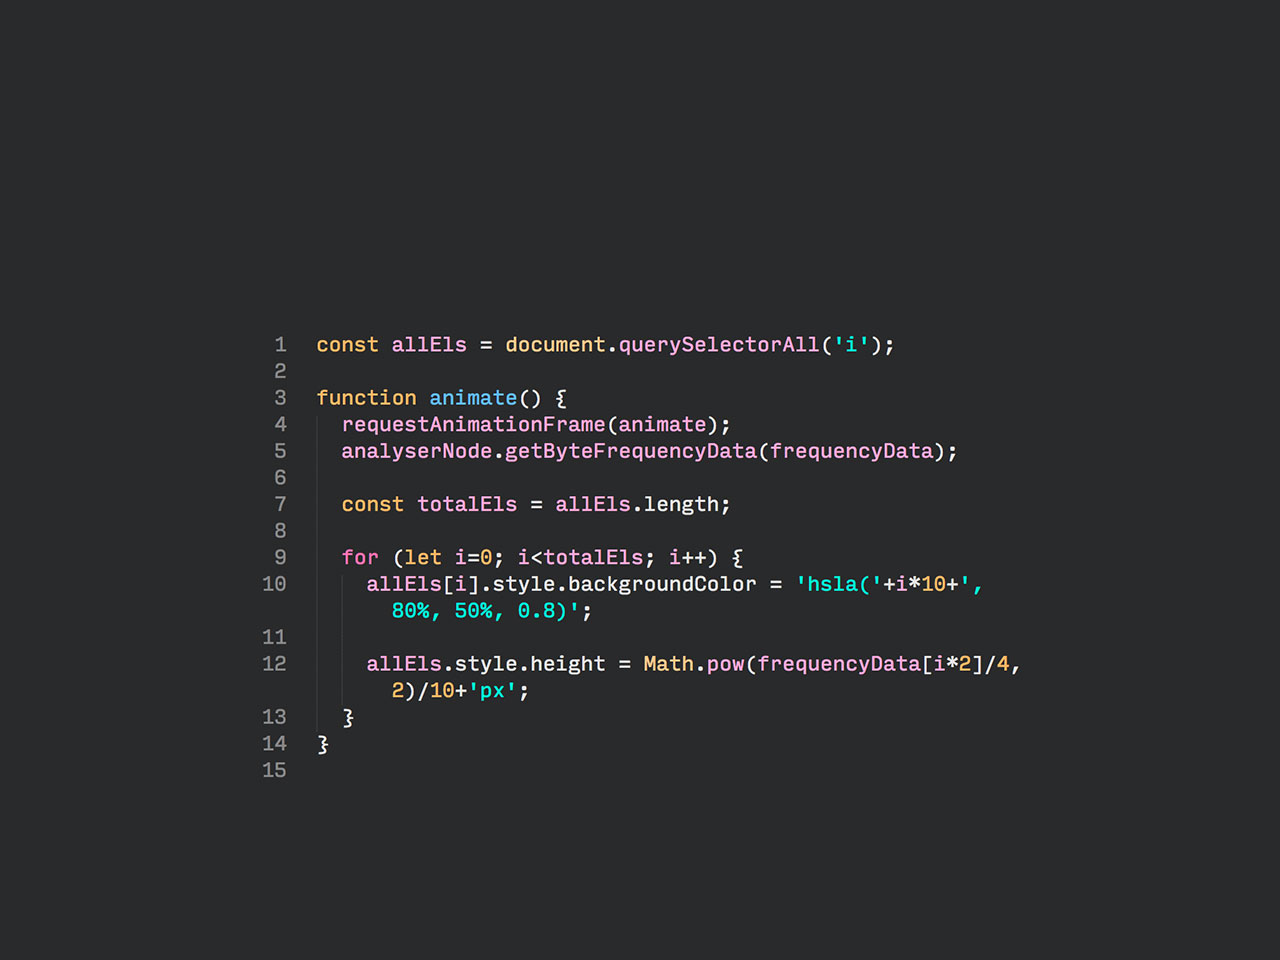 1 const allEls = document.querySelectorAll('i');
2
3 function animate() {
4 requestAnimationFrame(animate);
5 analyserNode.getByteFrequencyData(frequencyData);
6
7 const totalEls = allEls.length;
8
9 for (let i=0; i<totalEls; i++) {
10 allEls[i].style.backgroundColor = 'hsla('+i*10+',
80%, 50%, 0.8)';
11
12 allEls.style.height = Math.pow(frequencyData[i*2]/4,
2)/10+'px';
13 }
14 }
15